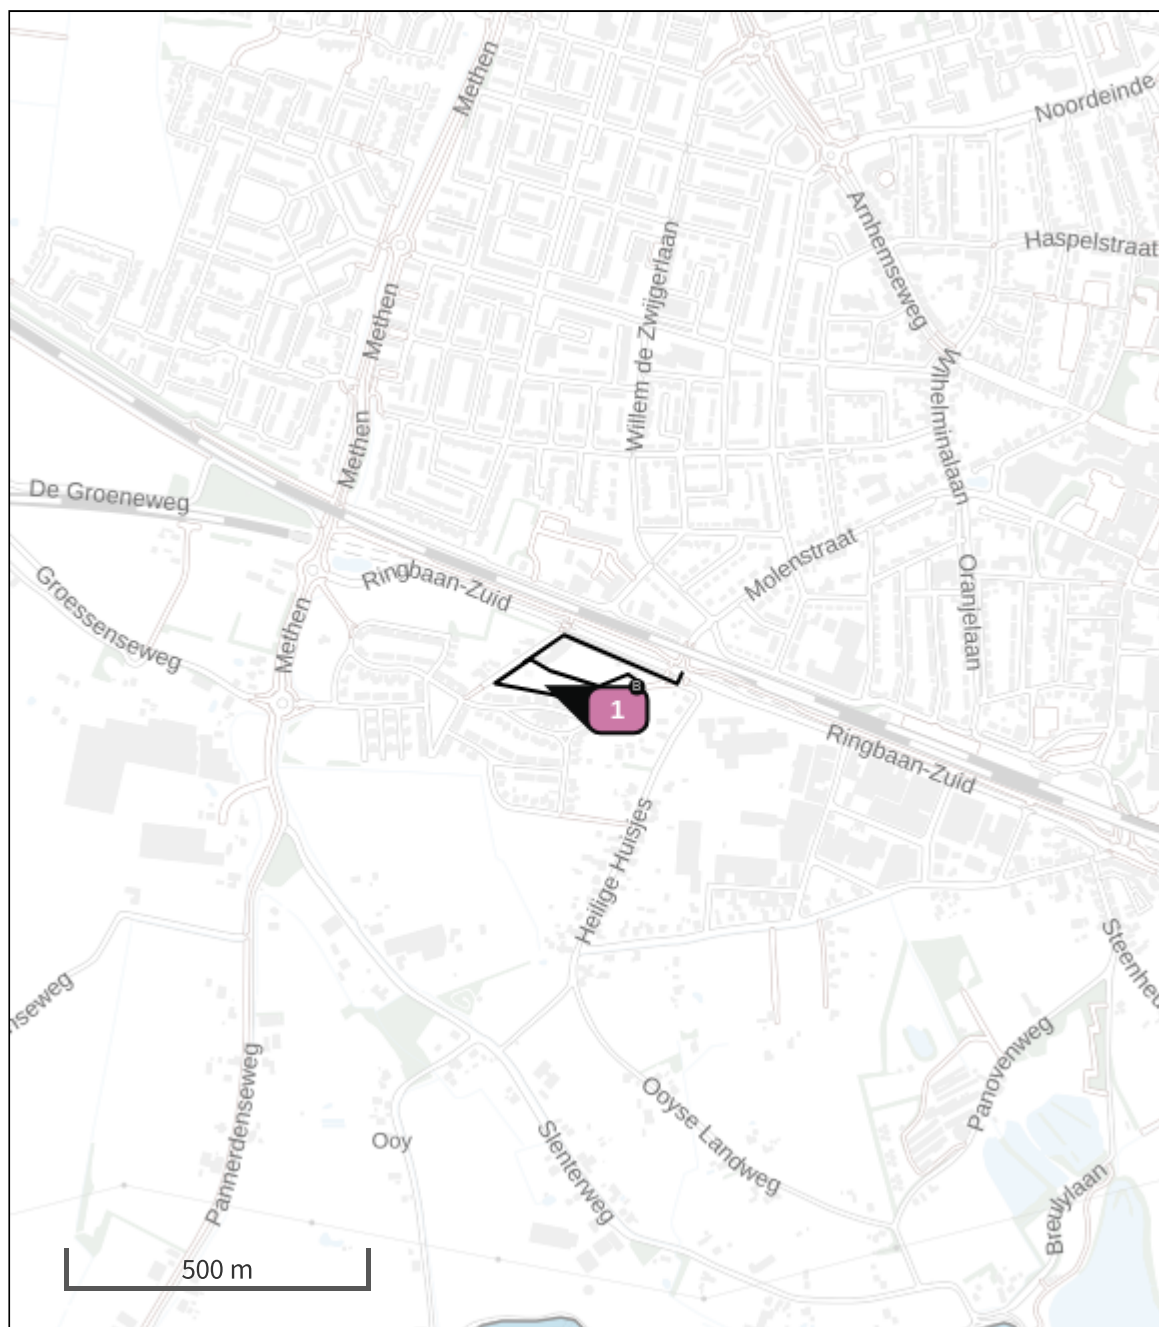 Methen
Noordeinde
Arnhemseweg
Haspelstraat
Willem de Zwijgerlaan
Methen
Wilhelminalaan
Methen
De Groeneweg
Molenstraat
Oranjelaan
Ringbaan-Zuid
Groessenseweg
Methen
B
1
Ringbaan-Zuid
Heilige Huisjes
Steenheu
nseweg
Panovenweg
Pannerdenseweg
Ooyse Landweg
Ooy
Slenterweg
Breulylaan
500 m